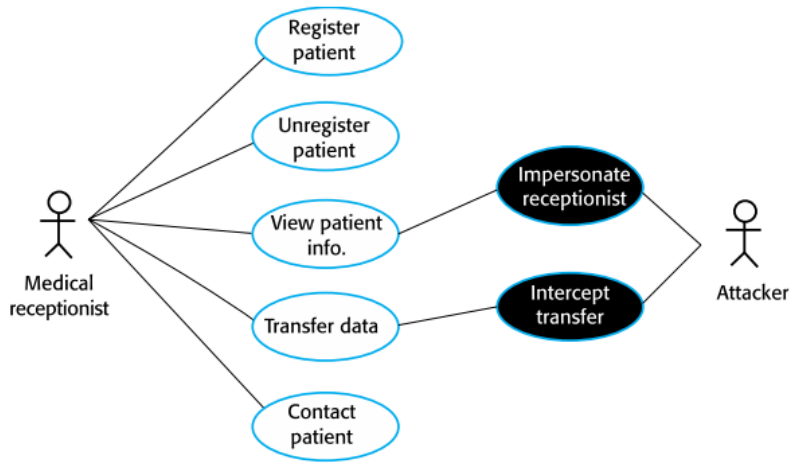 Register
patient
Unregister
patient
Impersonate
receptionist
View patient
info.
Medical
receptionist
Intercept
transfer
Attacker
Transfer data
Contact
patient